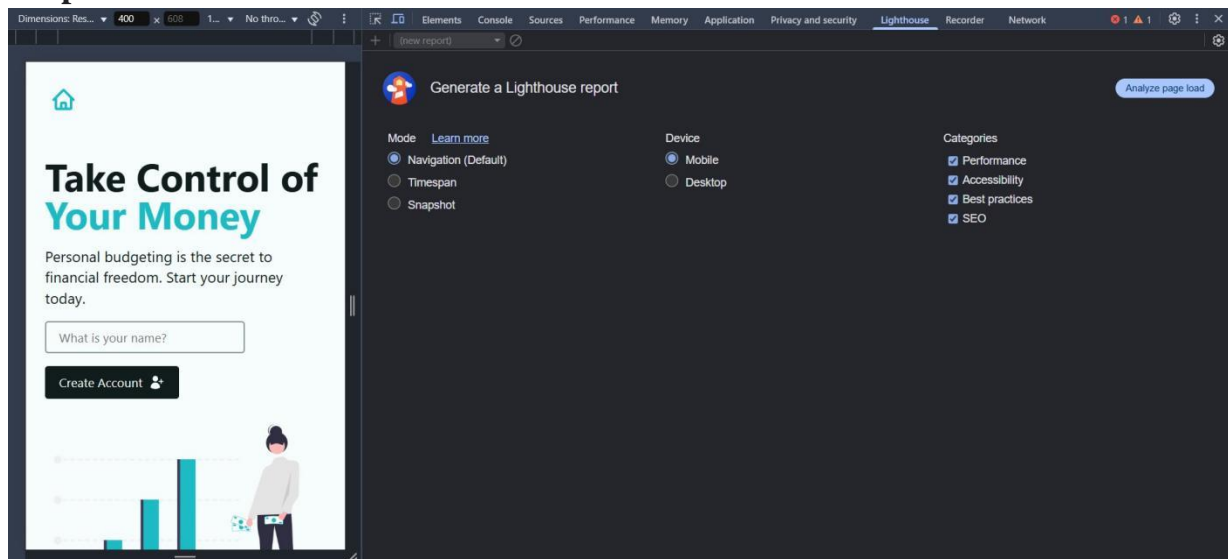 Dimensions: Res... 400 x 608 1... No thro...
Elements Console Sources Performance Memory Application Privacy and security Lighthouse Recorder Network 1 1
+ (new report)
Generate a Lighthouse report
Analyze page load
Mode Learn more
Navigation (Default)
Timespan
Snapshot
Device
Mobile
Desktop
Categories
Performance
Accessibility
Best practices
SEO
Take Control of
Your Money
Personal budgeting is the secret to
financial freedom. Start your journey
today.
What is your name?
Create Account